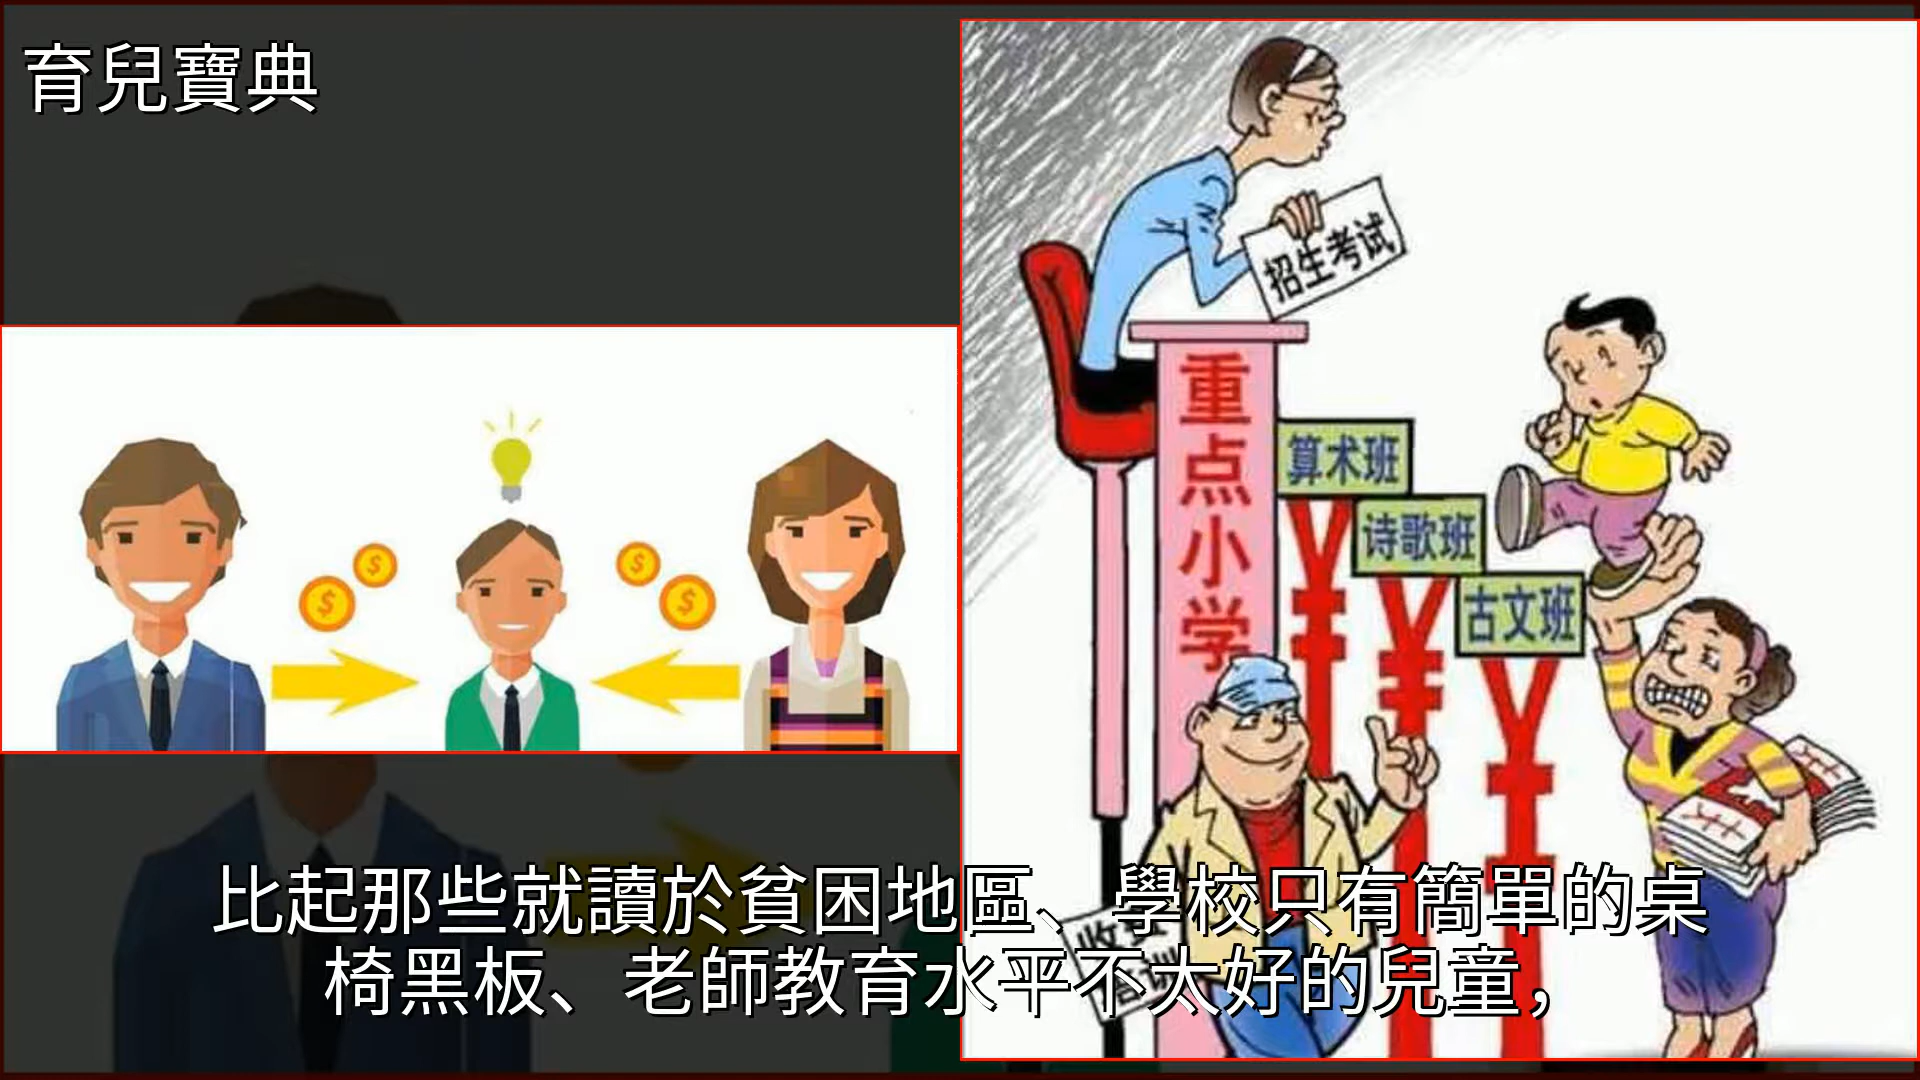 育兒寶典
招生考试
重点小学
算术班
诗歌班
古文班
$
$
$
$
比起那些就讀於貧困地區、學校只有簡單的桌
椅黑板、老師教育水平不太好的兒童，